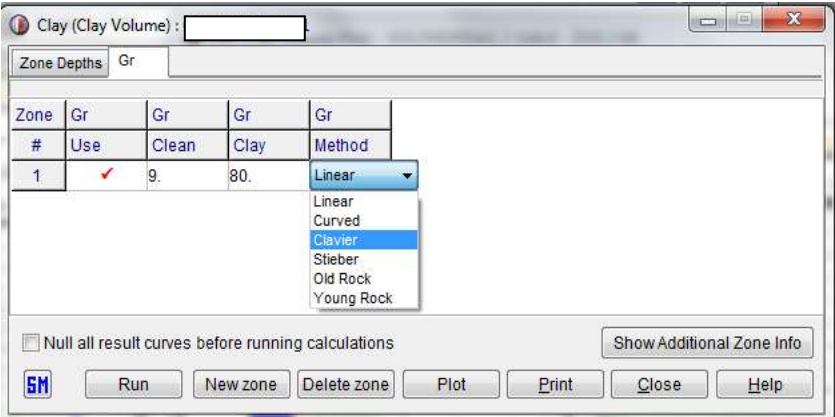 Clay (Clay Volume) :
Zone Depths Gr
Zone Gr Gr Gr Gr
# Use Clean Clay Method
1 9. 80. Linear
Linear
Curved
Clavier
Stieber
Old Rock
Young Rock
Null all result curves before running calculations
Show Additional Zone Info
SM Run New zone Delete zone Plot Print Close Help